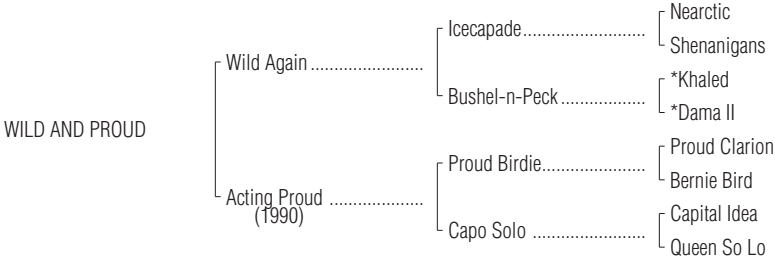 Nearctic
Icecapade........................
Shenanigans
Wild Again......................
*Khaled
Bushel-n-Peck.................
*Dama II
WILD AND PROUD
Proud Clarion
Proud Birdie....................
Bernie Bird
Acting Proud ..................
(1990)
Capital Idea
Capo Solo ......................
Queen So Lo